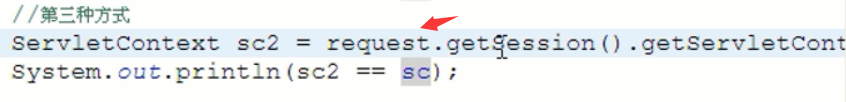 //第三种方式
ServletContext sc2 = request.getSession().getServletCont
System.out.println(sc2 == sc);